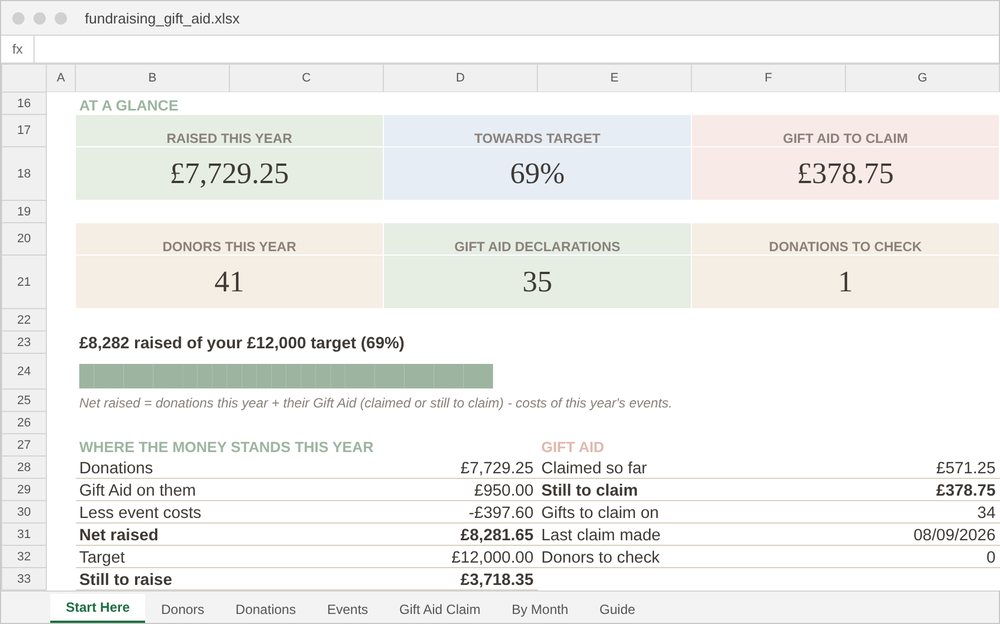 fundraising_gift_aid.xlsx
fx
A B C D E F G
16 AT A GLANCE
17 RAISED THIS YEAR TOWARDS TARGET GIFT AID TO CLAIM
18 £7,729.25 69% £378.75
19
20 DONORS THIS YEAR GIFT AID DECLARATIONS DONATIONS TO CHECK
21 41 35 1
22
23 £8,282 raised of your £12,000 target (69%)
24
25 Net raised = donations this year + their Gift Aid (claimed or still to claim) - costs of this year's events.
26
27 WHERE THE MONEY STANDS THIS YEAR GIFT AID
28 Donations £7,729.25 Claimed so far £571.25
29 Gift Aid on them £950.00 Still to claim £378.75
30 Less event costs -£397.60 Gifts to claim on 34
31 Net raised £8,281.65 Last claim made 08/09/2026
32 Target £12,000.00 Donors to check 0
33 Still to raise £3,718.35
Start Here Donors Donations Events Gift Aid Claim By Month Guide